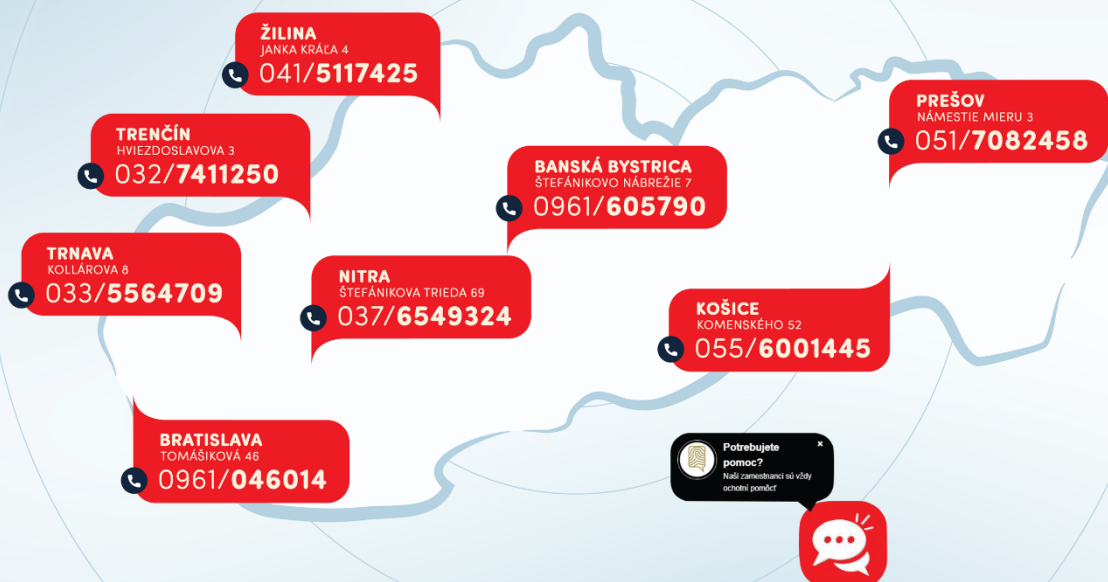 ŽILINA
JANKA KRÁĽA 4
041/5117425
PREŠOV
NÁMESTIE MIERU 3
051/7082458
TRENČÍN
HVIEZDOSLAVOVA 3
032/7411250
BANSKÁ BYSTRICA
ŠTEFÁNIKOVO NÁBREŽIE 7
0961/605790
TRNAVA
KOLLÁROVA 8
033/5564709
NITRA
ŠTEFÁNIKOVA TRIEDA 69
037/6549324
KOŠICE
KOMENSKÉHO 52
055/6001445
BRATISLAVA
TOMÁŠIKOVÁ 46
0961/046014
Potrebujete
pomoc?
Naši zamestnanci sú vždy
ochotní pomôcť